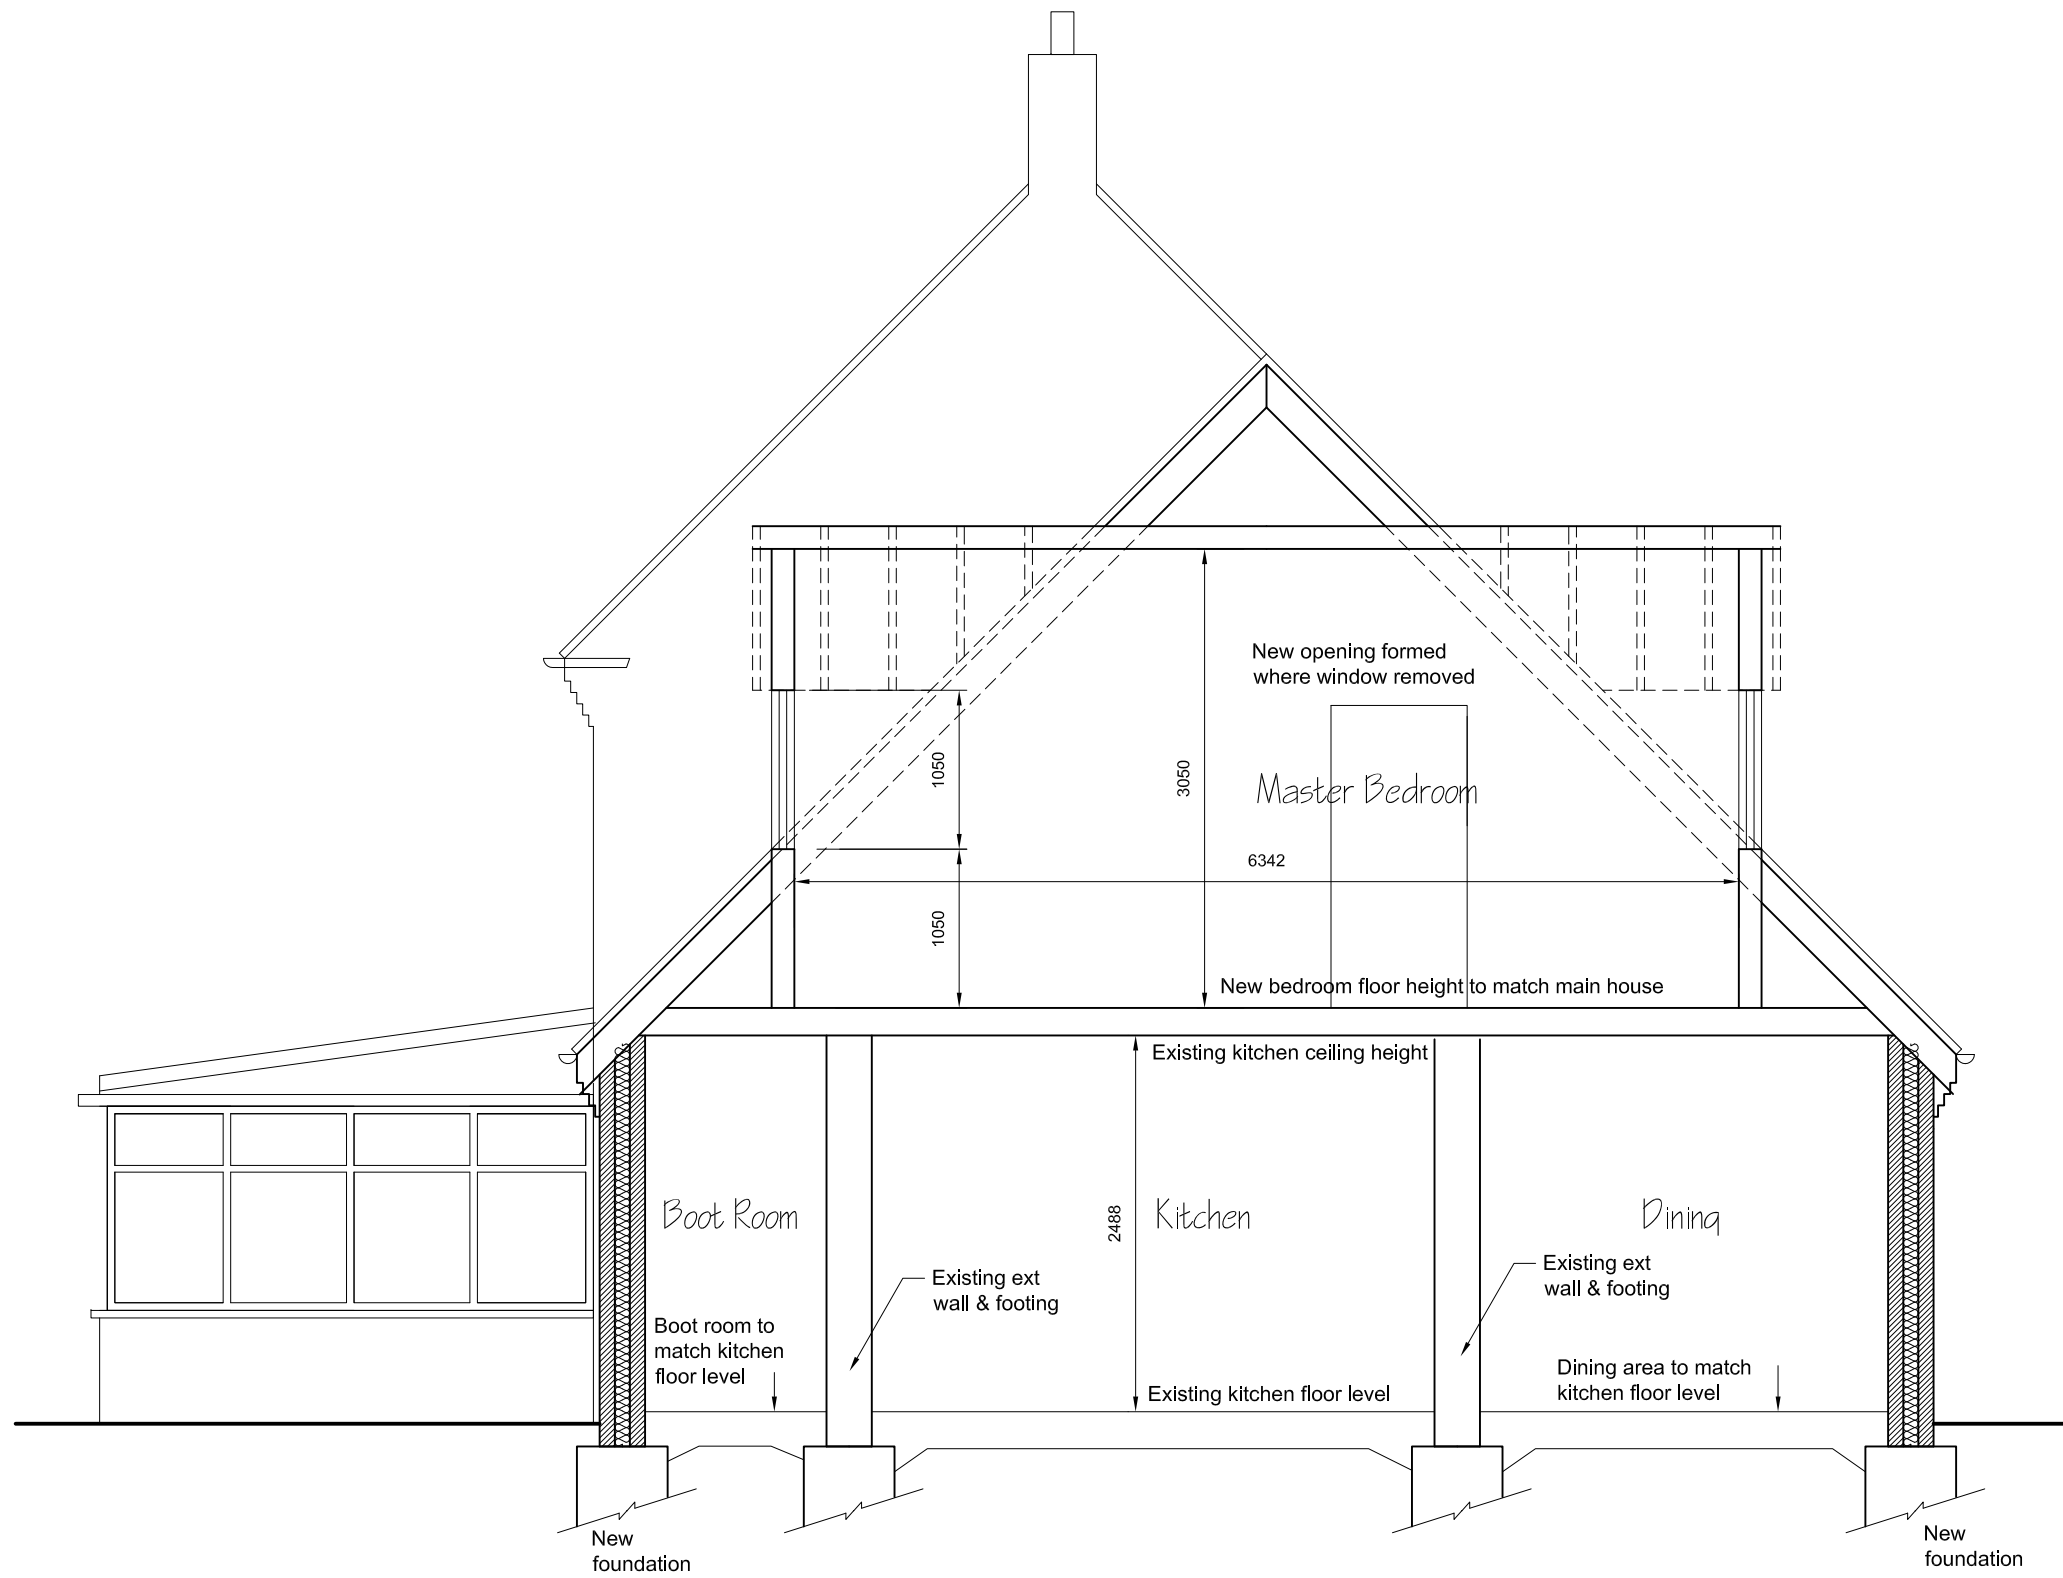 New opening formed
where window removed
1050
3050
Master Bedroom
6342
1050
New bedroom floor height to match main house
Existing kitchen ceiling height
Boot Room
2488
Kitchen
Dining
Existing ext
wall & footing
Existing ext
wall & footing
Boot room to
match kitchen
floor level
Existing kitchen floor level
Dining area to match
kitchen floor level
New
foundation
New
foundation